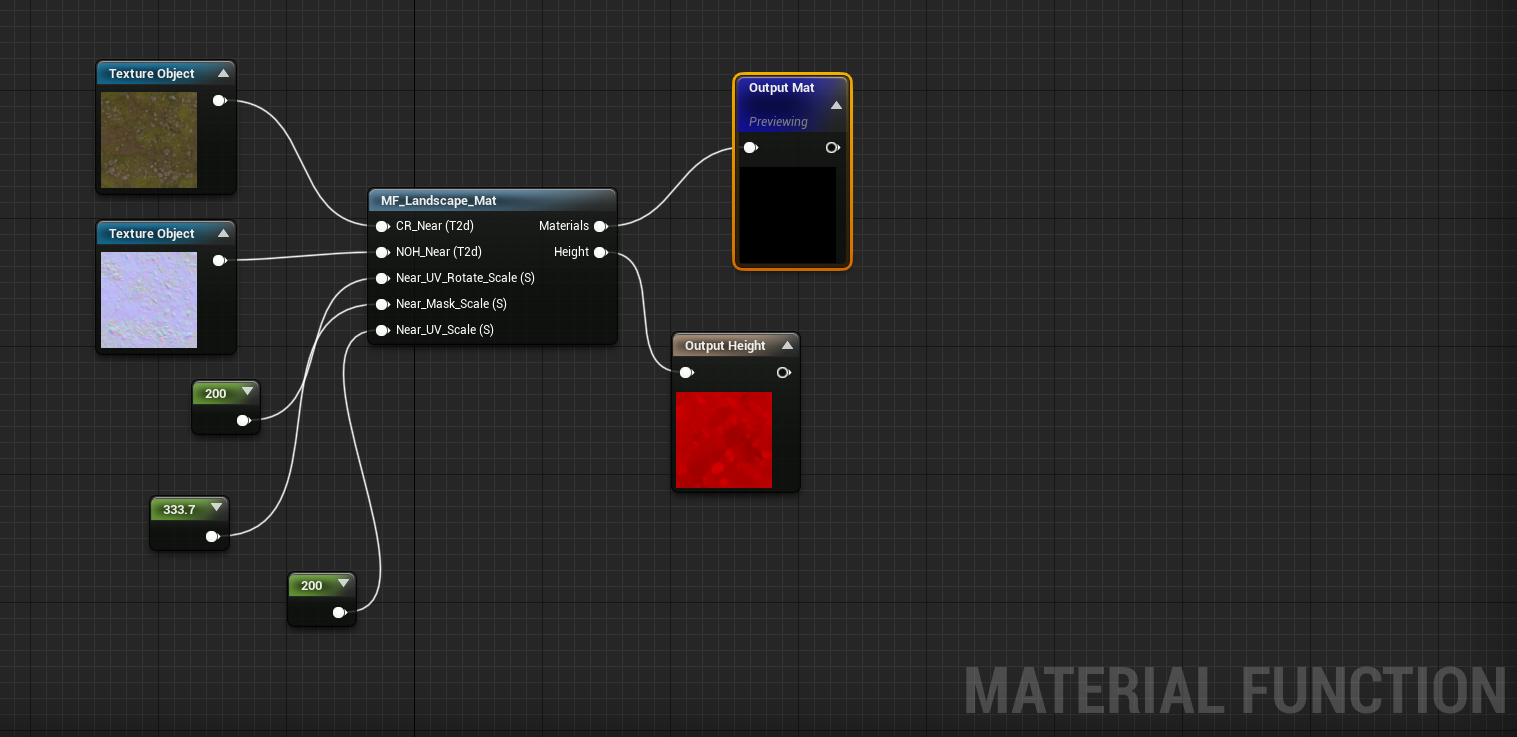 Texture Object
Output Mat
Previewing
MF_Landscape_Mat
CR_Near (T2d)
Materials
Texture Object
NOH_Near (T2d)
Height
Near_UV_Rotate_Scale (S)
Near_Mask_Scale (S)
Near_UV_Scale (S)
Output Height
200
333.7
200
MATERIAL FUNCTION